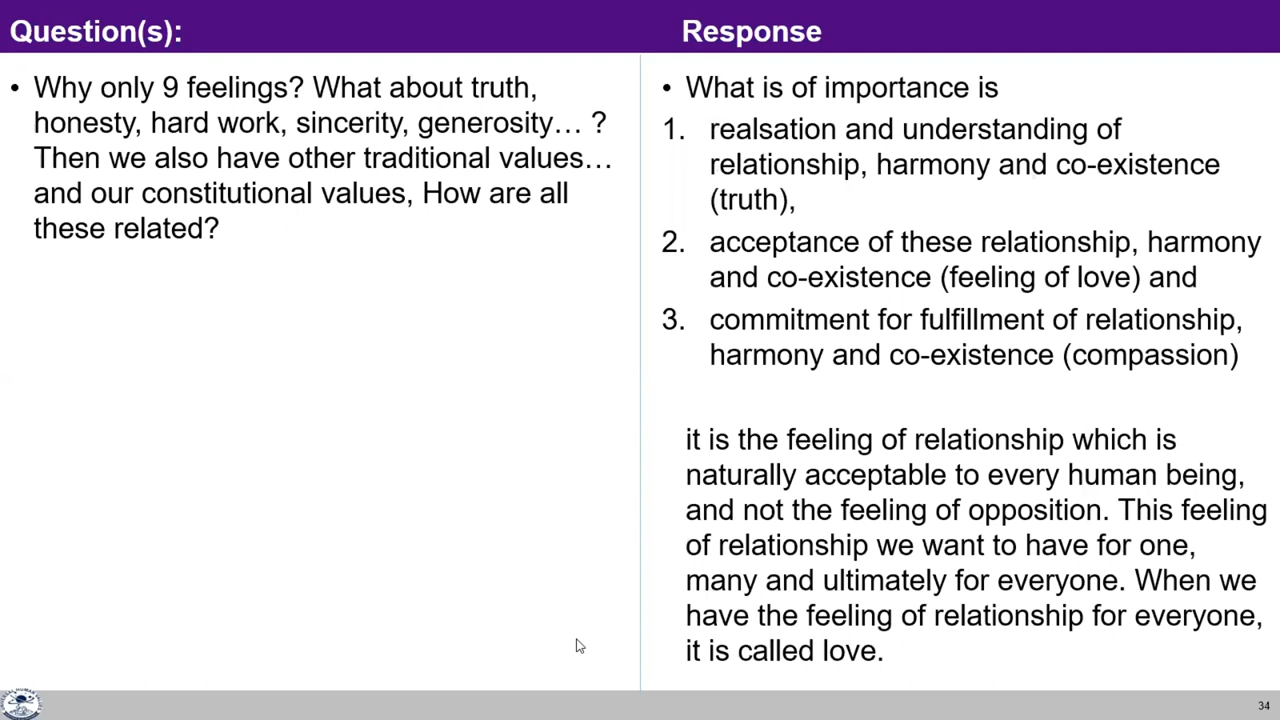 Question(s):
Response
• Why only 9 feelings? What about truth,
honesty, hard work, sincerity, generosity… ?
Then we also have other traditional values…
and our constitutional values, How are all
these related?
• What is of importance is
1. realsation and understanding of
relationship, harmony and co-existence
(truth),
2. acceptance of these relationship, harmony
and co-existence (feeling of love) and
3. commitment for fulfillment of relationship,
harmony and co-existence (compassion)
it is the feeling of relationship which is
naturally acceptable to every human being,
and not the feeling of opposition. This feeling
of relationship we want to have for one,
many and ultimately for everyone. When we
have the feeling of relationship for everyone,
it is called love.
34